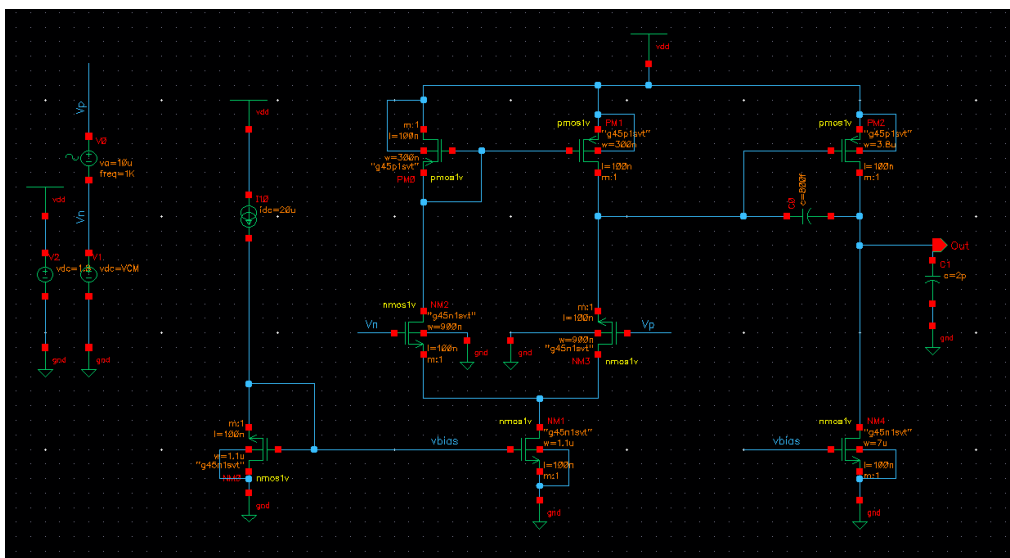 vdd
Vp
V0
va=10u
freq=1K
vdd
Vn
V2
vdc=1.8
V1
vdc=VCM
gnd
gnd
vdd
I10
idc=20u
m:1
l=100n
w=1.1u
"g45n1svt"
nmos1v
gnd
vbias
m:1
l=100n
w=300n
"g45p1svt"
PM0
pmos1v
pmos1v
PM1
"g45p1svt"
w=300n
l=100n
m:1
pmos1v
PM2
"g45p1svt"
w=3.8u
l=100n
m:1
C0
c=800f
Out
C1
c=2p
gnd
Vn
nmos1v
NM2
"g45n1svt"
w=900n
l=100n
m:1
gnd
m:1
l=100n
w=900n
"g45n1svt"
NM3
nmos1v
gnd
Vp
nmos1v
NM1
"g45n1svt"
w=1.1u
l=100n
m:1
gnd
vbias
nmos1v
NM4
"g45n1svt"
w=7u
l=100n
m:1
gnd